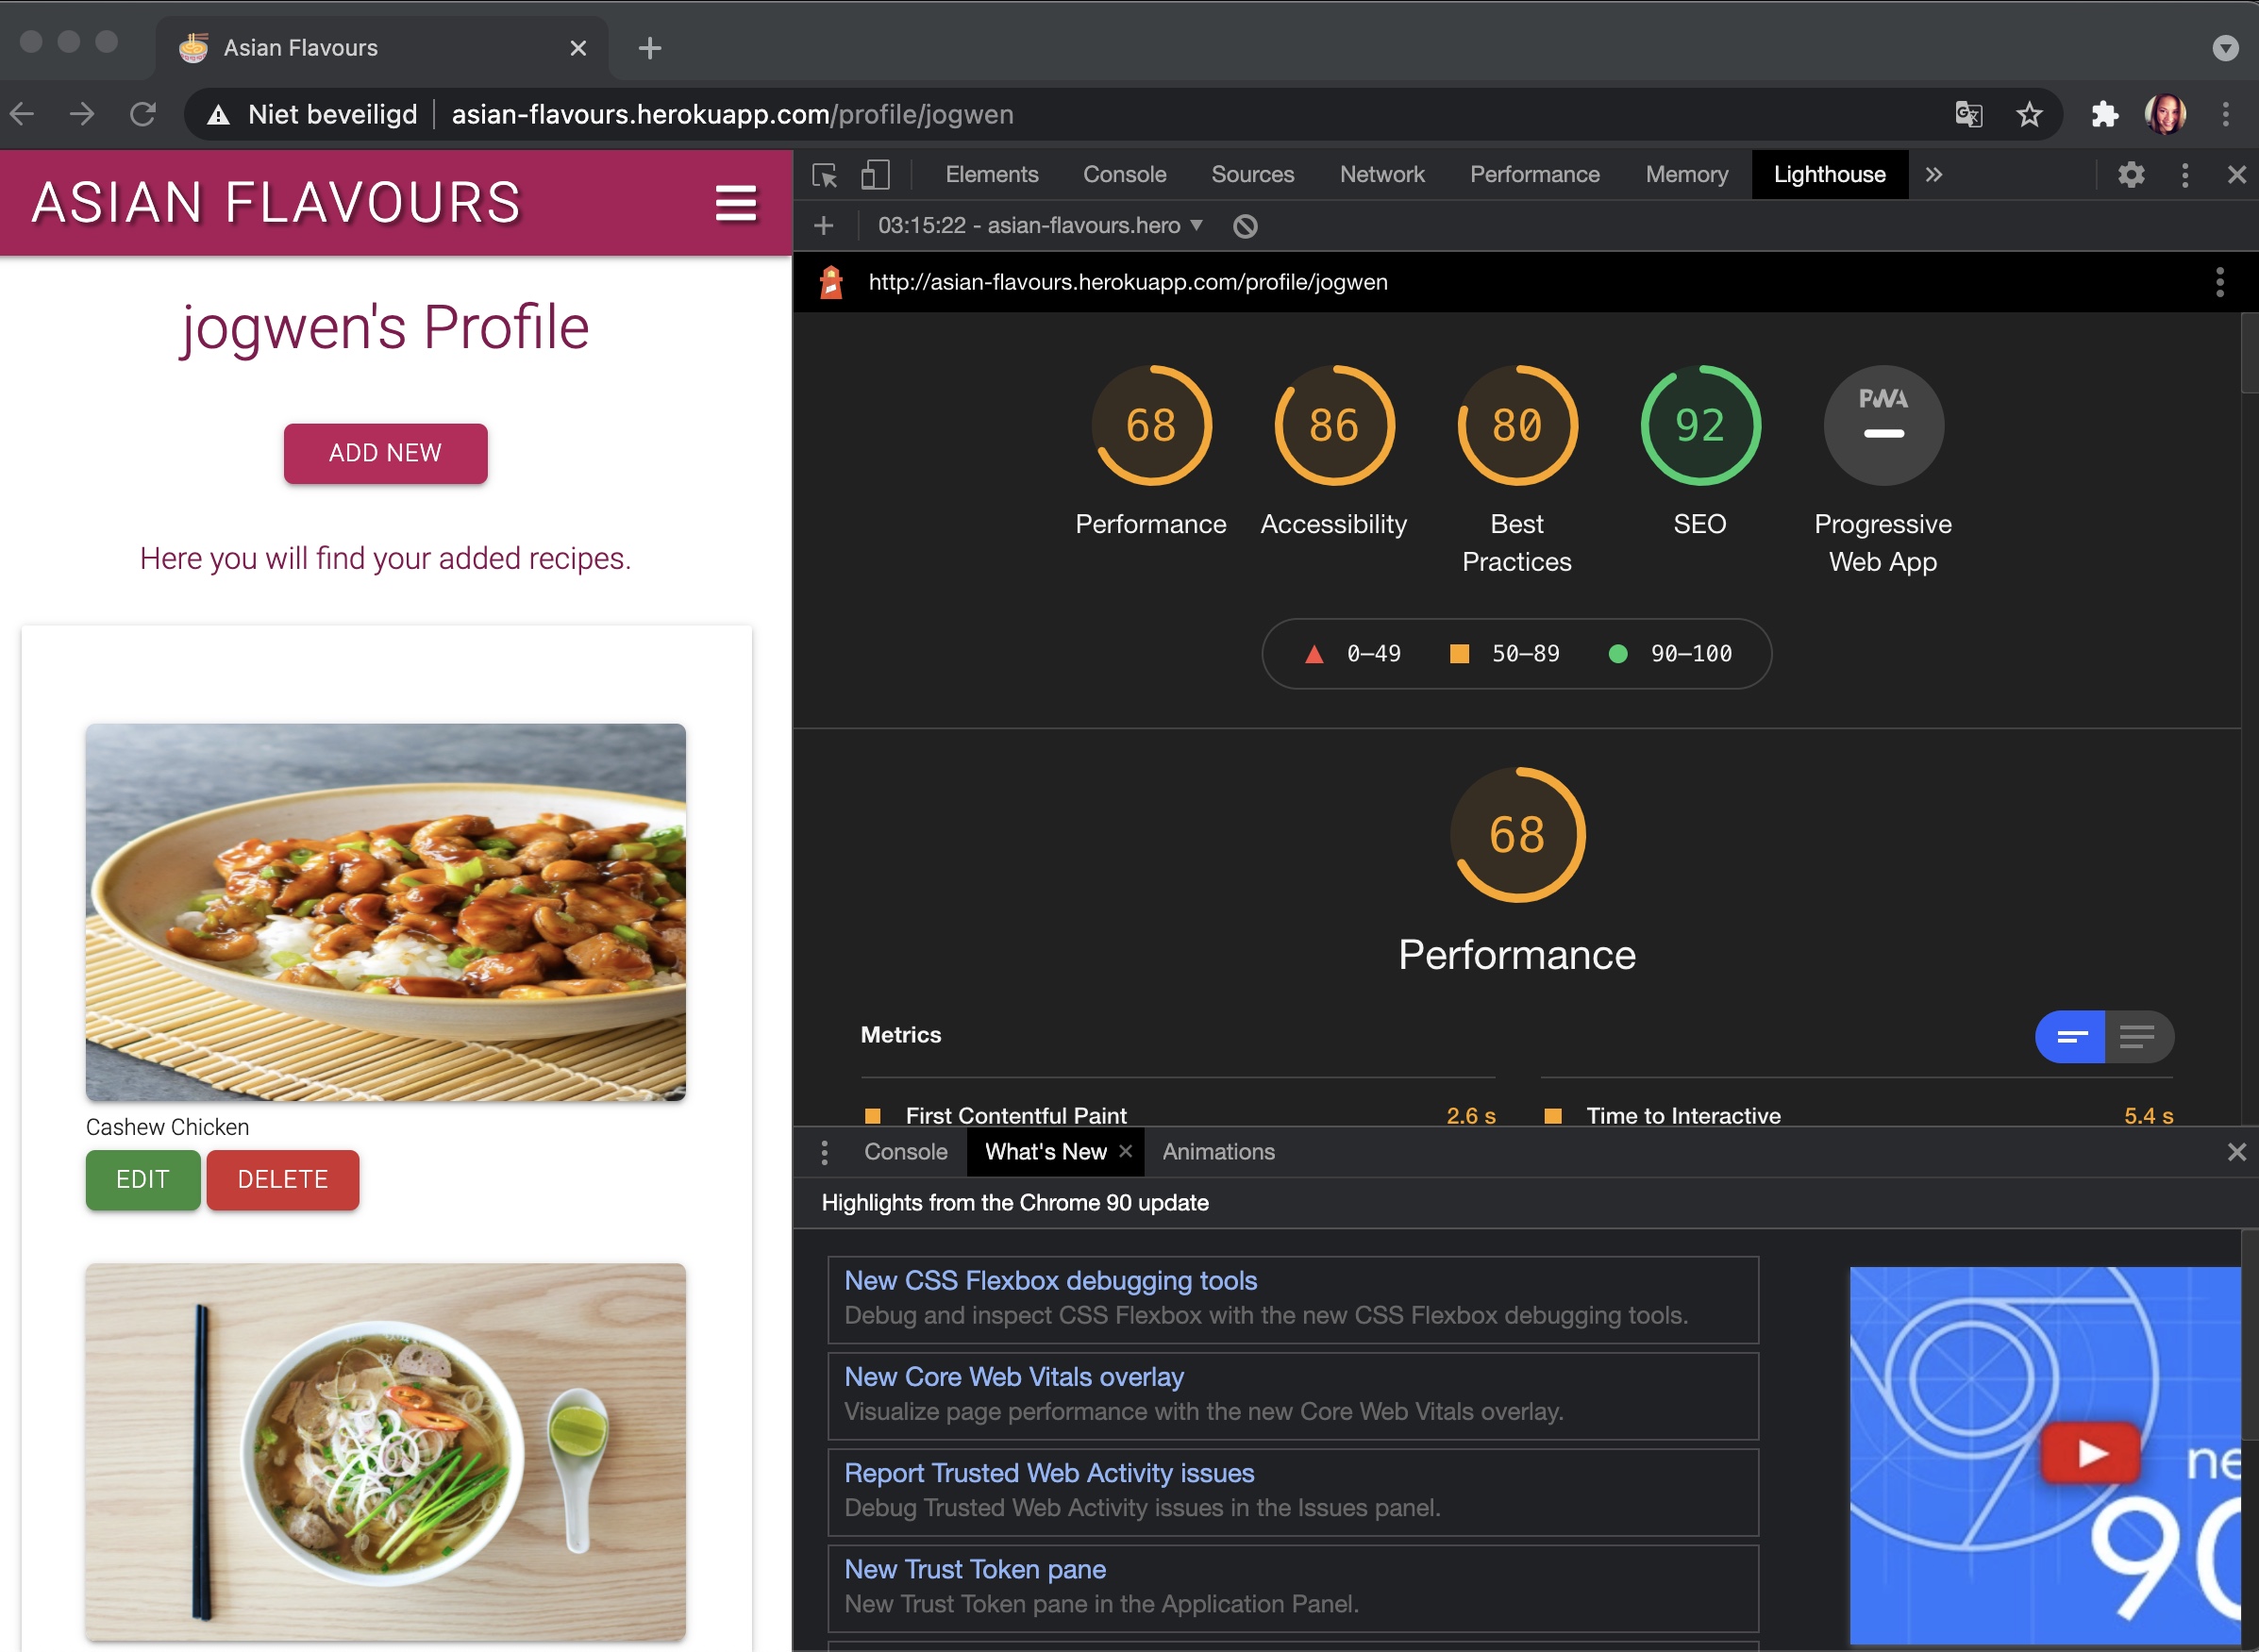 Asian Flavours
Niet beveiligd asian-flavours.herokuapp.com/profile/jogwen
ASIAN FLAVOURS
jogwen's Profile
ADD NEW
Here you will find your added recipes.
Cashew Chicken
EDIT DELETE
Elements Console Sources Network Performance Memory Lighthouse
03:15:22 - asian-flavours.hero
http://asian-flavours.herokuapp.com/profile/jogwen
68 86 80 92 PWA
Performance Accessibility Best Practices SEO Progressive Web App
0–49 50–89 90–100
68
Performance
Metrics
First Contentful Paint 2.6 s Time to Interactive 5.4 s
Console What's New Animations
Highlights from the Chrome 90 update
New CSS Flexbox debugging tools
Debug and inspect CSS Flexbox with the new CSS Flexbox debugging tools.
New Core Web Vitals overlay
Visualize page performance with the new Core Web Vitals overlay.
Report Trusted Web Activity issues
Debug Trusted Web Activity issues in the Issues panel.
New Trust Token pane
New Trust Token pane in the Application Panel.
ne
90